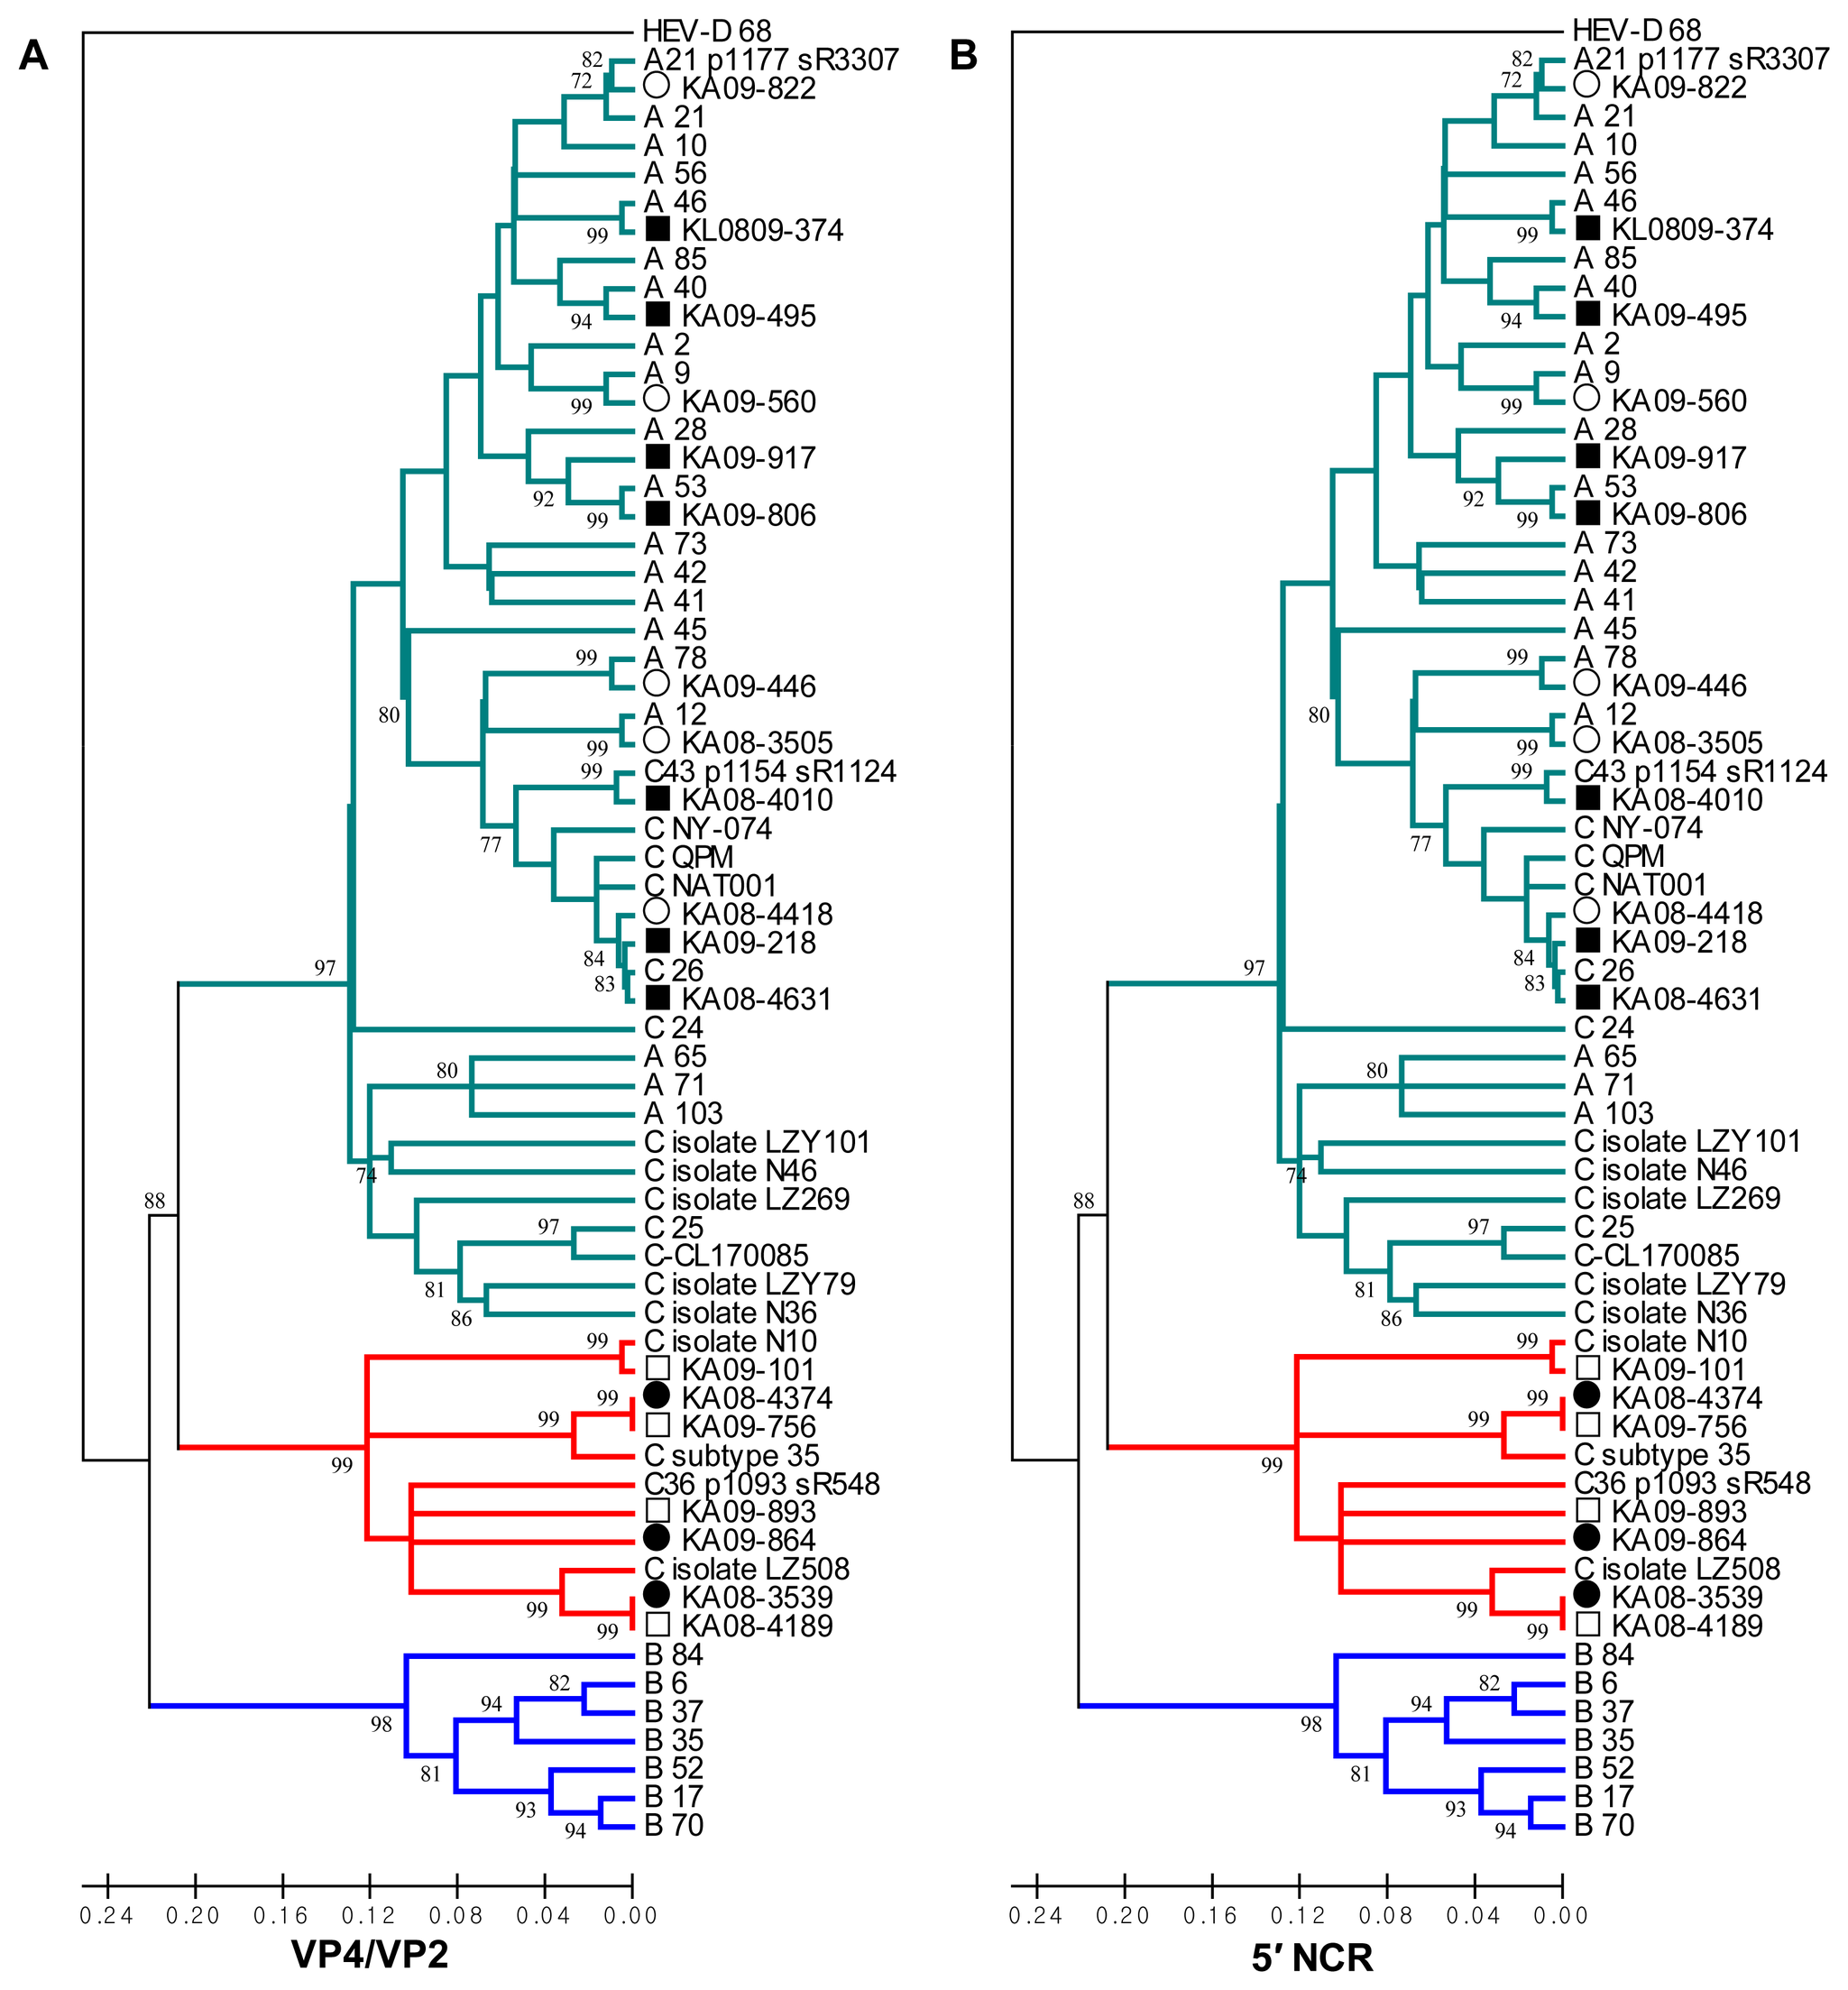 A
HEV-D 68
82
A21 p1177 sR3307
72
KA09-822
A 21
A 10
A 56
A 46
KL0809-374
99
A 85
A 40
KA09-495
94
A 2
A 9
KA09-560
99
A 28
KA09-917
92
A 53
KA09-806
99
A 73
A 42
A 41
A 45
99
A 78
KA09-446
80
A 12
KA08-3505
99
99
C43 p1154 sR1124
KA08-4010
77
C NY-074
C QPM
C NAT001
KA08-4418
KA09-218
84
C 26
83
KA08-4631
97
C 24
A 65
80
A 71
A 103
C isolate LZY101
74
C isolate N46
C isolate LZ269
88
97
C 25
C-CL170085
81
C isolate LZY79
86
C isolate N36
99
C isolate N10
KA09-101
99
KA08-4374
99
KA09-756
99
C subtype 35
C36 p1093 sR548
KA09-893
KA09-864
C isolate LZ508
99
KA08-3539
99
KA08-4189
B 84
82
B 6
94
B 37
98
B 35
81
B 52
93
B 17
94
B 70
0.24 0.20 0.16 0.12 0.08 0.04 0.00
VP4/VP2
B
HEV-D 68
82
A21 p1177 sR3307
72
KA09-822
A 21
A 10
A 56
A 46
KL0809-374
99
A 85
A 40
KA09-495
94
A 2
A 9
KA09-560
99
A 28
KA09-917
92
A 53
KA09-806
99
A 73
A 42
A 41
A 45
99
A 78
KA09-446
80
A 12
KA08-3505
99
99
C43 p1154 sR1124
KA08-4010
77
C NY-074
C QPM
C NAT001
KA08-4418
KA09-218
84
C 26
83
KA08-4631
97
C 24
A 65
80
A 71
A 103
C isolate LZY101
74
C isolate N46
C isolate LZ269
88
97
C 25
C-CL170085
81
C isolate LZY79
86
C isolate N36
99
C isolate N10
KA09-101
99
KA08-4374
99
KA09-756
99
C subtype 35
C36 p1093 sR548
KA09-893
KA09-864
C isolate LZ508
99
KA08-3539
99
KA08-4189
B 84
82
B 6
94
B 37
98
B 35
81
B 52
93
B 17
94
B 70
0.24 0.20 0.16 0.12 0.08 0.04 0.00
5′ NCR